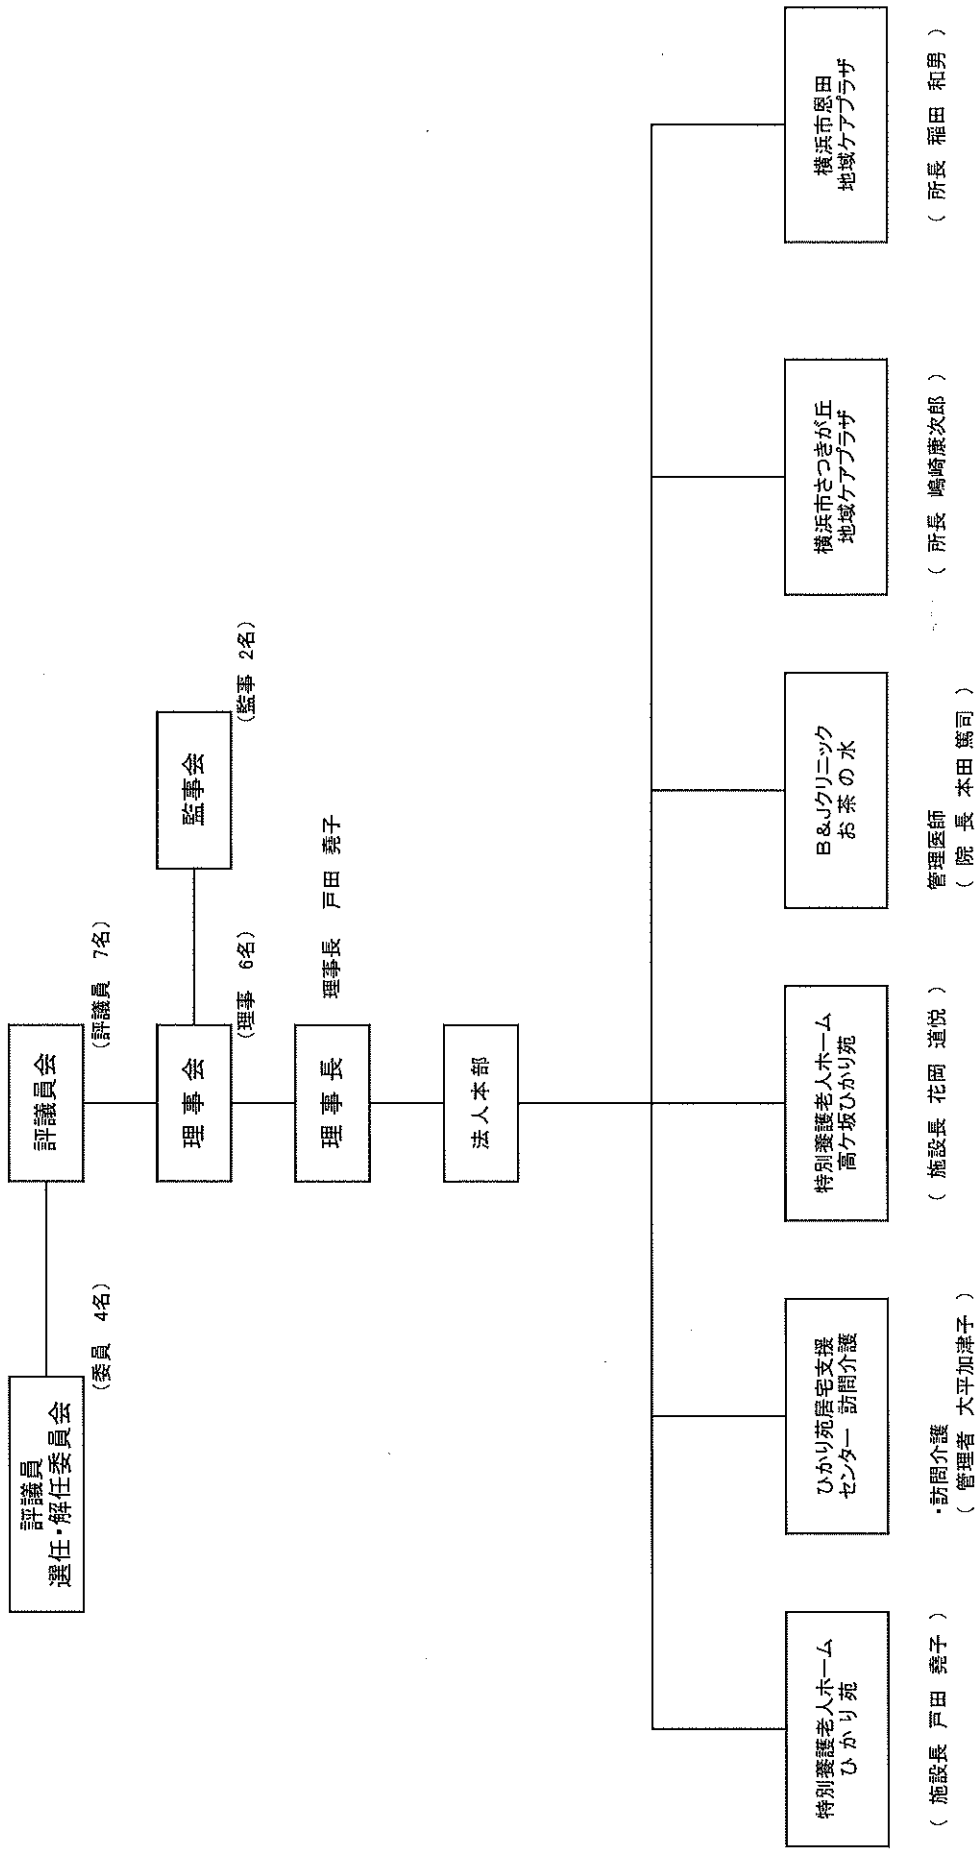 評議員
選任・解任委員会
(委員　4名)
評議員会
(評議員　7名)
理 事 会
(理事　6名)
監事会
(監事　2名)
理 事 長
理事長　戸田　堯子
法人本部
特別養護老人ホーム
ひ か り 苑
( 施設長 戸田　堯子 )
ひかり苑居宅支援
センター　訪問介護
・訪問介護
( 管理者　大平加津子 )
特別養護老人ホーム
高ケ坂ひかり苑
( 施設長　花岡　道悦 )
B&Jクリニック
お 茶 の 水
管理医師
( 院 長　本田 篤司 )
横浜市さつきが丘
地域ケアプラザ
( 所長　嶋崎康次郎 )
横浜市恩田
地域ケアプラザ
( 所長　稲田　和男 )